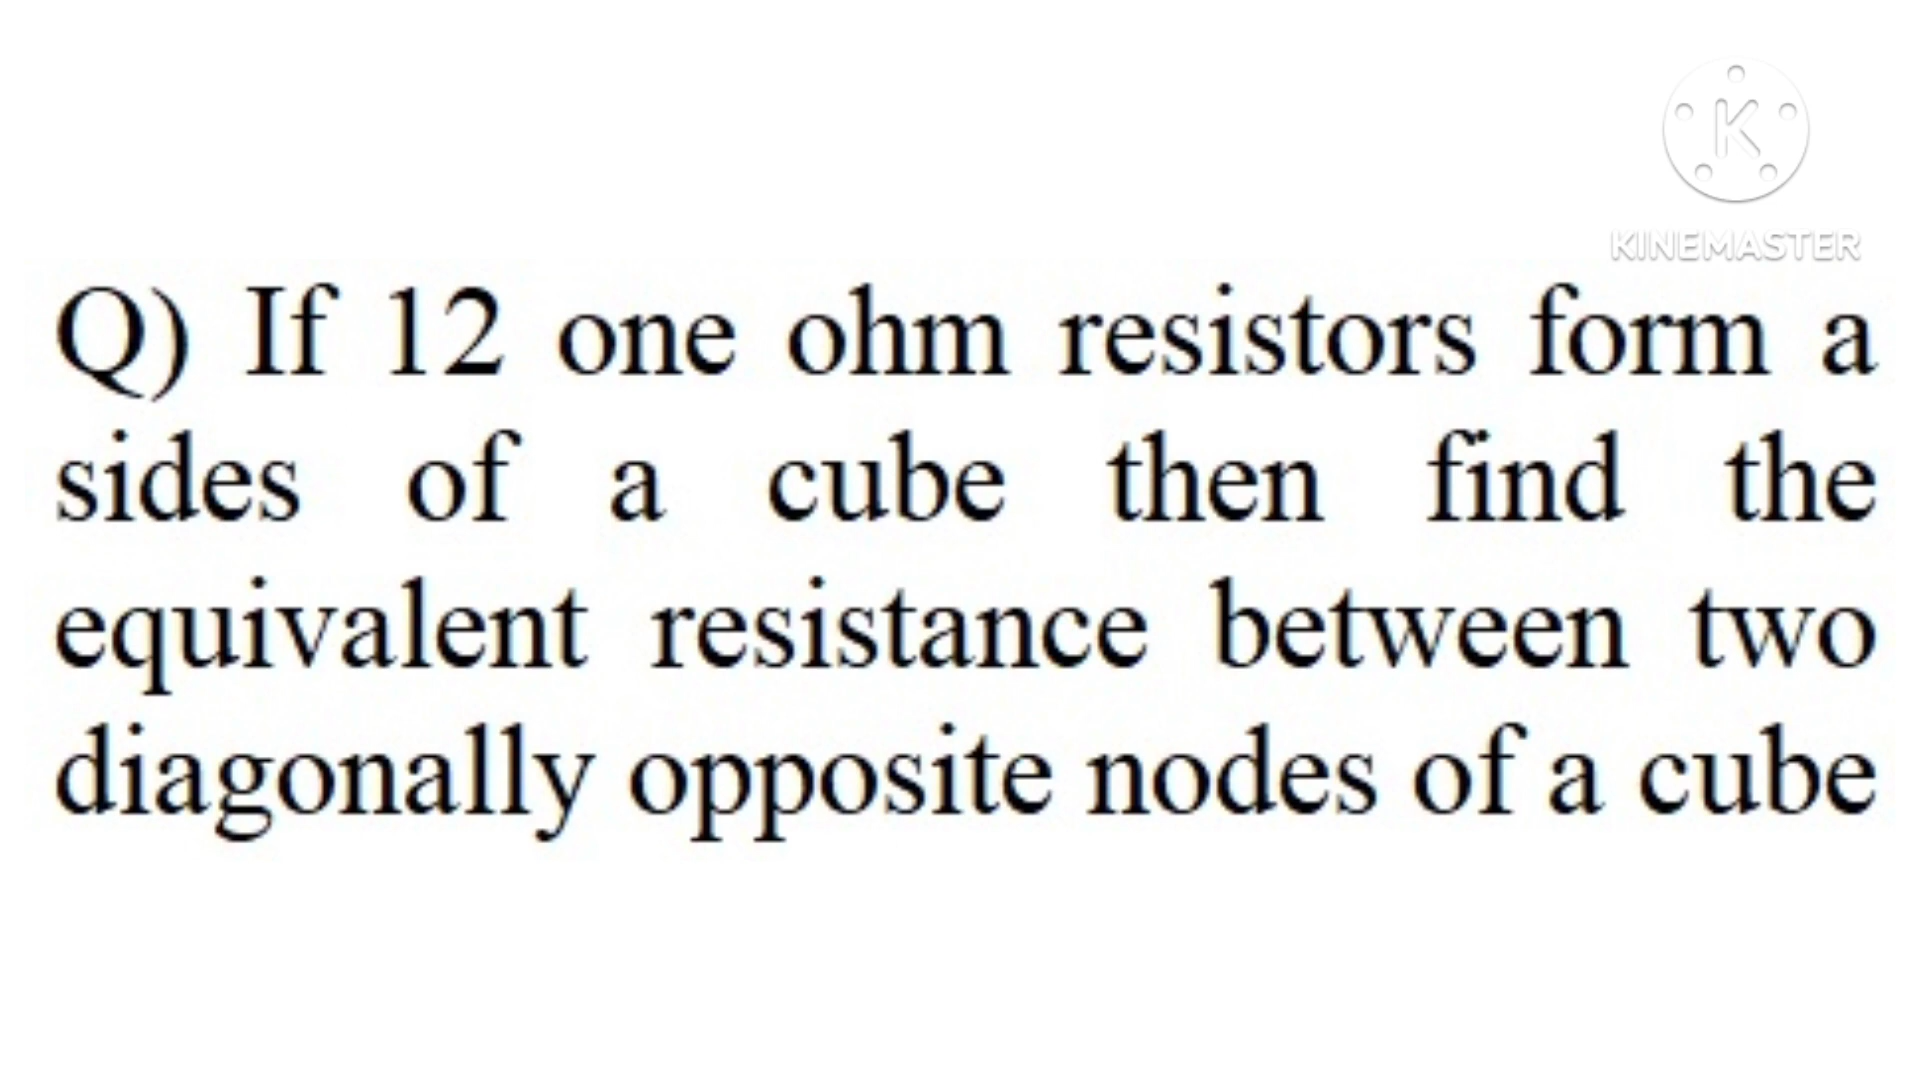 K
KINEMASTER
Q) If 12 one ohm resistors form a
sides of a cube then find the
equivalent resistance between two
diagonally opposite nodes of a cube